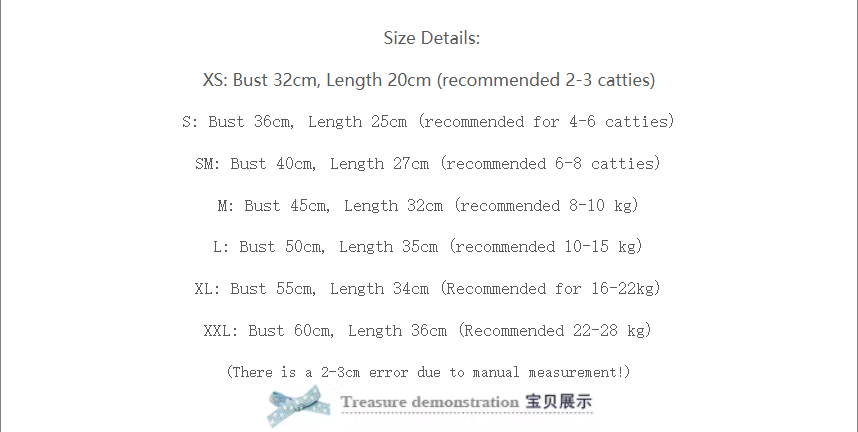 Size Details:
XS: Bust 32cm, Length 20cm (recommended 2-3 catties)
S: Bust 36cm, Length 25cm (recommended for 4-6 catties)
SM: Bust 40cm, Length 27cm (recommended 6-8 catties)
M: Bust 45cm, Length 32cm (recommended 8-10 kg)
L: Bust 50cm, Length 35cm (recommended 10-15 kg)
XL: Bust 55cm, Length 34cm (Recommended for 16-22kg)
XXL: Bust 60cm, Length 36cm (Recommended 22-28 kg)
(There is a 2-3cm error due to manual measurement!)
Treasure demonstration 宝贝展示